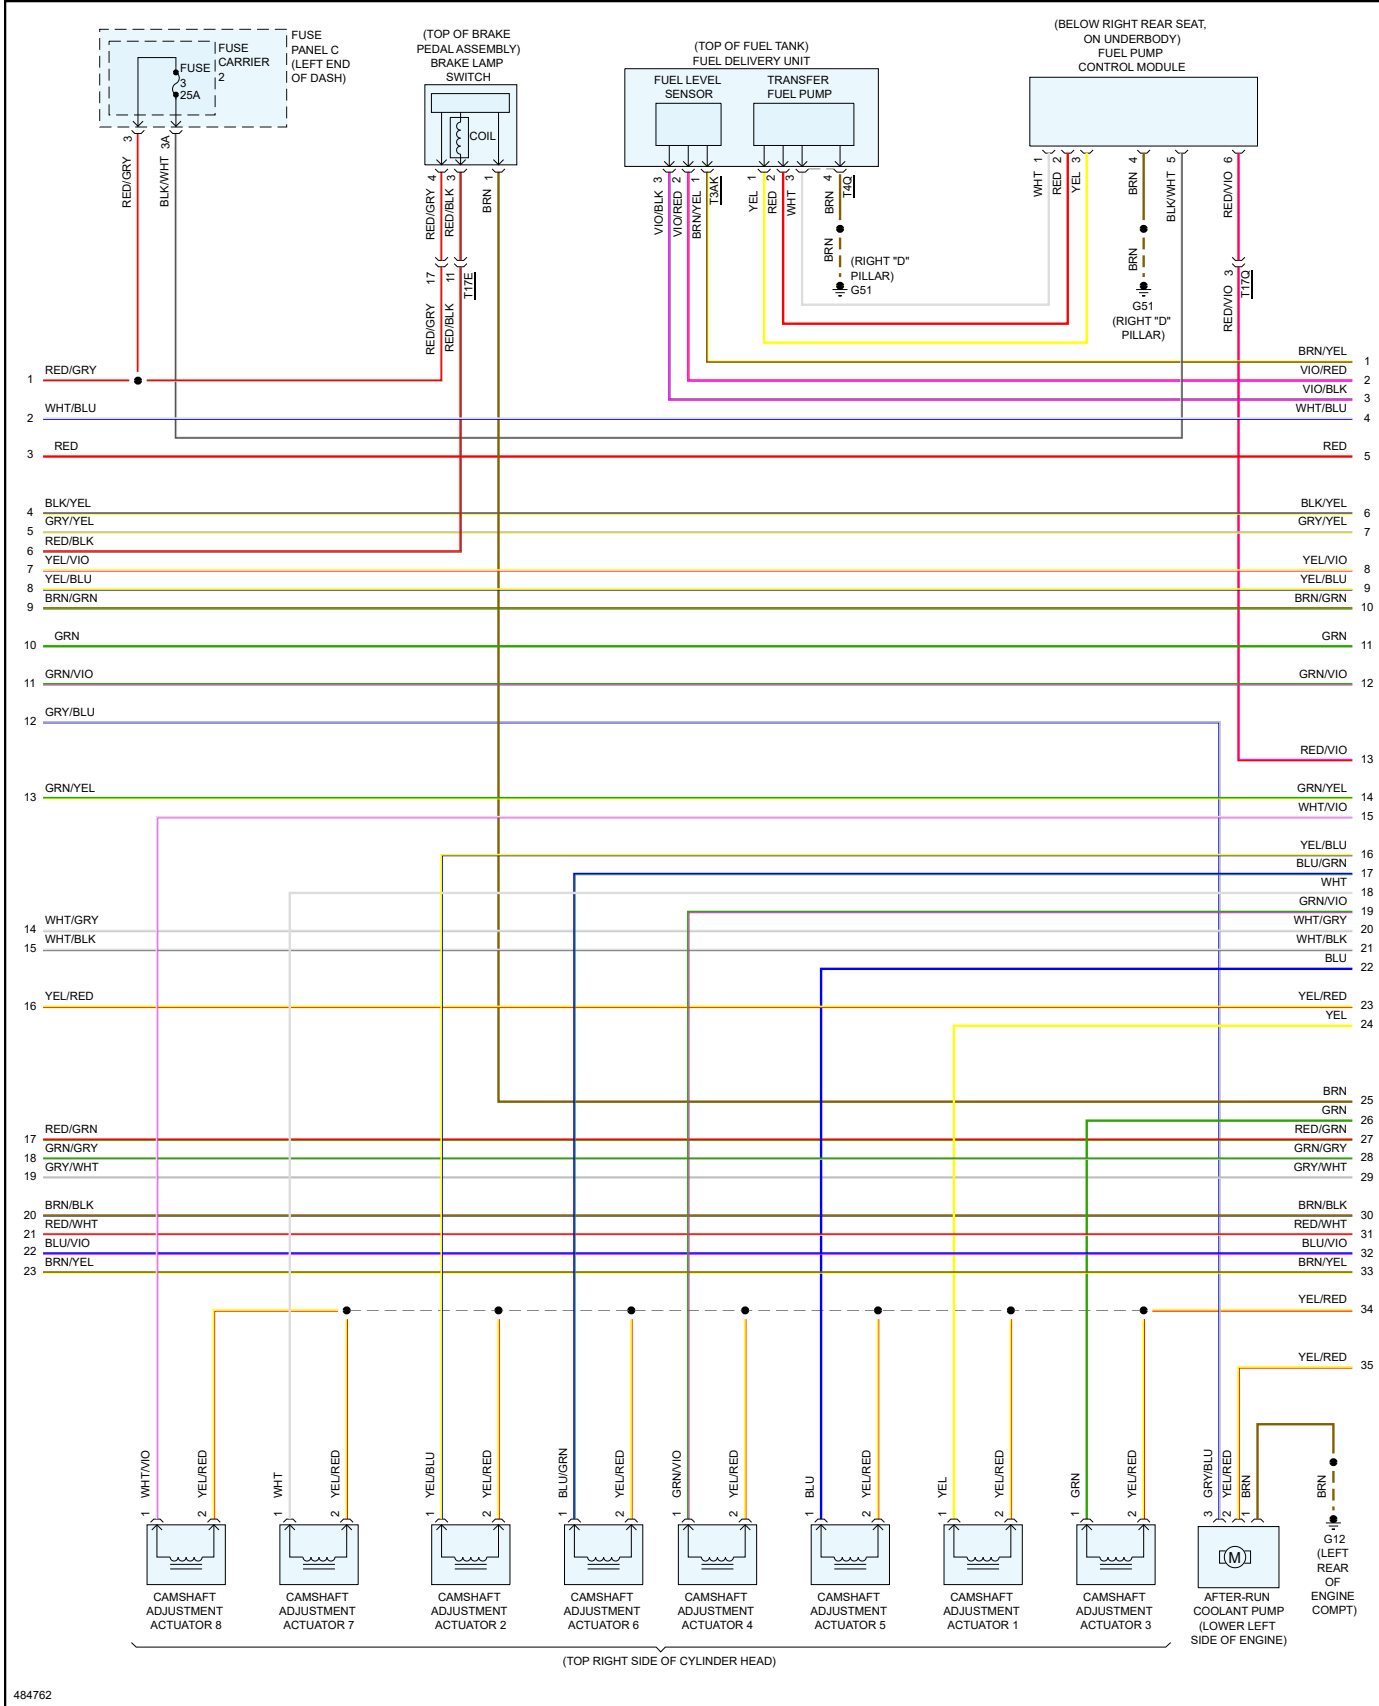 FUSE
PANEL C
(LEFT END
OF DASH)
FUSE
CARRIER
2
FUSE
3
25A
3
3A
RED/GRY
BLK/WHT
(TOP OF BRAKE
PEDAL ASSEMBLY)
BRAKE LAMP
SWITCH
COIL
4
3
1
RED/GRY
RED/BLK
BRN
17
11
T17E
RED/GRY
RED/BLK
(TOP OF FUEL TANK)
FUEL DELIVERY UNIT
FUEL LEVEL
SENSOR
TRANSFER
FUEL PUMP
3
2
1
T3AK
VIO/BLK
VIO/RED
BRN/YEL
1
2
3
4
T4Q
YEL
RED
WHT
BRN
BRN
(RIGHT "D"
PILLAR)
G51
(BELOW RIGHT REAR SEAT,
ON UNDERBODY)
FUEL PUMP
CONTROL MODULE
1
2
3
4
5
6
WHT
RED
YEL
BRN
BLK/WHT
RED/VIO
BRN
G51
(RIGHT "D"
PILLAR)
3
T17Q
RED/VIO
1 RED/GRY
2 WHT/BLU
3 RED
4 BLK/YEL
5 GRY/YEL
6 RED/BLK
7 YEL/VIO
8 YEL/BLU
9 BRN/GRN
10 GRN
11 GRN/VIO
12 GRY/BLU
13 GRN/YEL
14 WHT/GRY
15 WHT/BLK
16 YEL/RED
17 RED/GRN
18 GRN/GRY
19 GRY/WHT
20 BRN/BLK
21 RED/WHT
22 BLU/VIO
23 BRN/YEL
BRN/YEL 1
VIO/RED 2
VIO/BLK 3
WHT/BLU 4
RED 5
BLK/YEL 6
GRY/YEL 7
YEL/VIO 8
YEL/BLU 9
BRN/GRN 10
GRN 11
GRN/VIO 12
RED/VIO 13
GRN/YEL 14
WHT/VIO 15
YEL/BLU 16
BLU/GRN 17
WHT 18
GRN/VIO 19
WHT/GRY 20
WHT/BLK 21
BLU 22
YEL/RED 23
YEL 24
BRN 25
GRN 26
RED/GRN 27
GRN/GRY 28
GRY/WHT 29
BRN/BLK 30
RED/WHT 31
BLU/VIO 32
BRN/YEL 33
YEL/RED 34
YEL/RED 35
WHT/VIO
YEL/RED
1
2
CAMSHAFT
ADJUSTMENT
ACTUATOR 8
WHT
YEL/RED
1
2
CAMSHAFT
ADJUSTMENT
ACTUATOR 7
YEL/BLU
YEL/RED
1
2
CAMSHAFT
ADJUSTMENT
ACTUATOR 2
BLU/GRN
YEL/RED
1
2
CAMSHAFT
ADJUSTMENT
ACTUATOR 6
GRN/VIO
YEL/RED
1
2
CAMSHAFT
ADJUSTMENT
ACTUATOR 4
BLU
YEL/RED
1
2
CAMSHAFT
ADJUSTMENT
ACTUATOR 5
YEL
YEL/RED
1
2
CAMSHAFT
ADJUSTMENT
ACTUATOR 1
GRN
YEL/RED
1
2
CAMSHAFT
ADJUSTMENT
ACTUATOR 3
GRY/BLU
YEL/RED
BRN
3
2
1
M
AFTER-RUN
COOLANT PUMP
(LOWER LEFT
SIDE OF ENGINE)
BRN
G12
(LEFT
REAR
OF
ENGINE
COMPT)
(TOP RIGHT SIDE OF CYLINDER HEAD)
484762